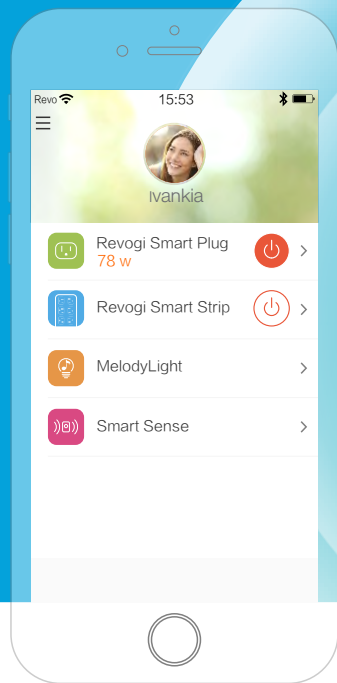 Revo 15:53
Ivankia
Revogi Smart Plug
78 w
Revogi Smart Strip
MelodyLight
Smart Sense